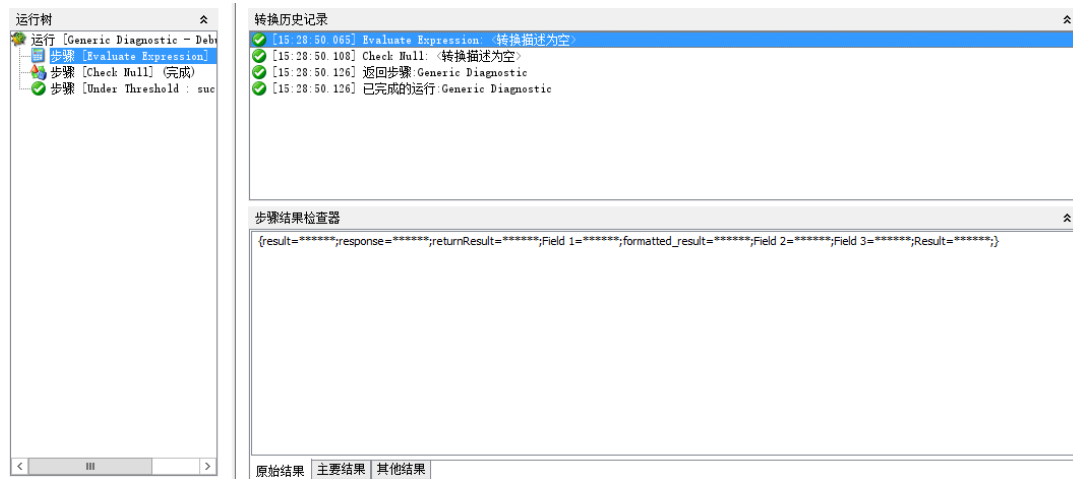 运行树
运行 [Generic Diagnostic - Debu
步骤 [Evaluate Expression]
步骤 [Check Null] (完成)
步骤 [Under Threshold : suc
转换历史记录
[15:28:50.065] Evaluate Expression: <转换描述为空>
[15:28:50.108] Check Null: <转换描述为空>
[15:28:50.126] 返回步骤:Generic Diagnostic
[15:28:50.126] 已完成的运行:Generic Diagnostic
步骤结果检查器
{result=******;response=******;returnResult=******;Field 1=******;formatted_result=******;Field 2=******;Field 3=******;Result=******;}
原始结果 主要结果 其他结果